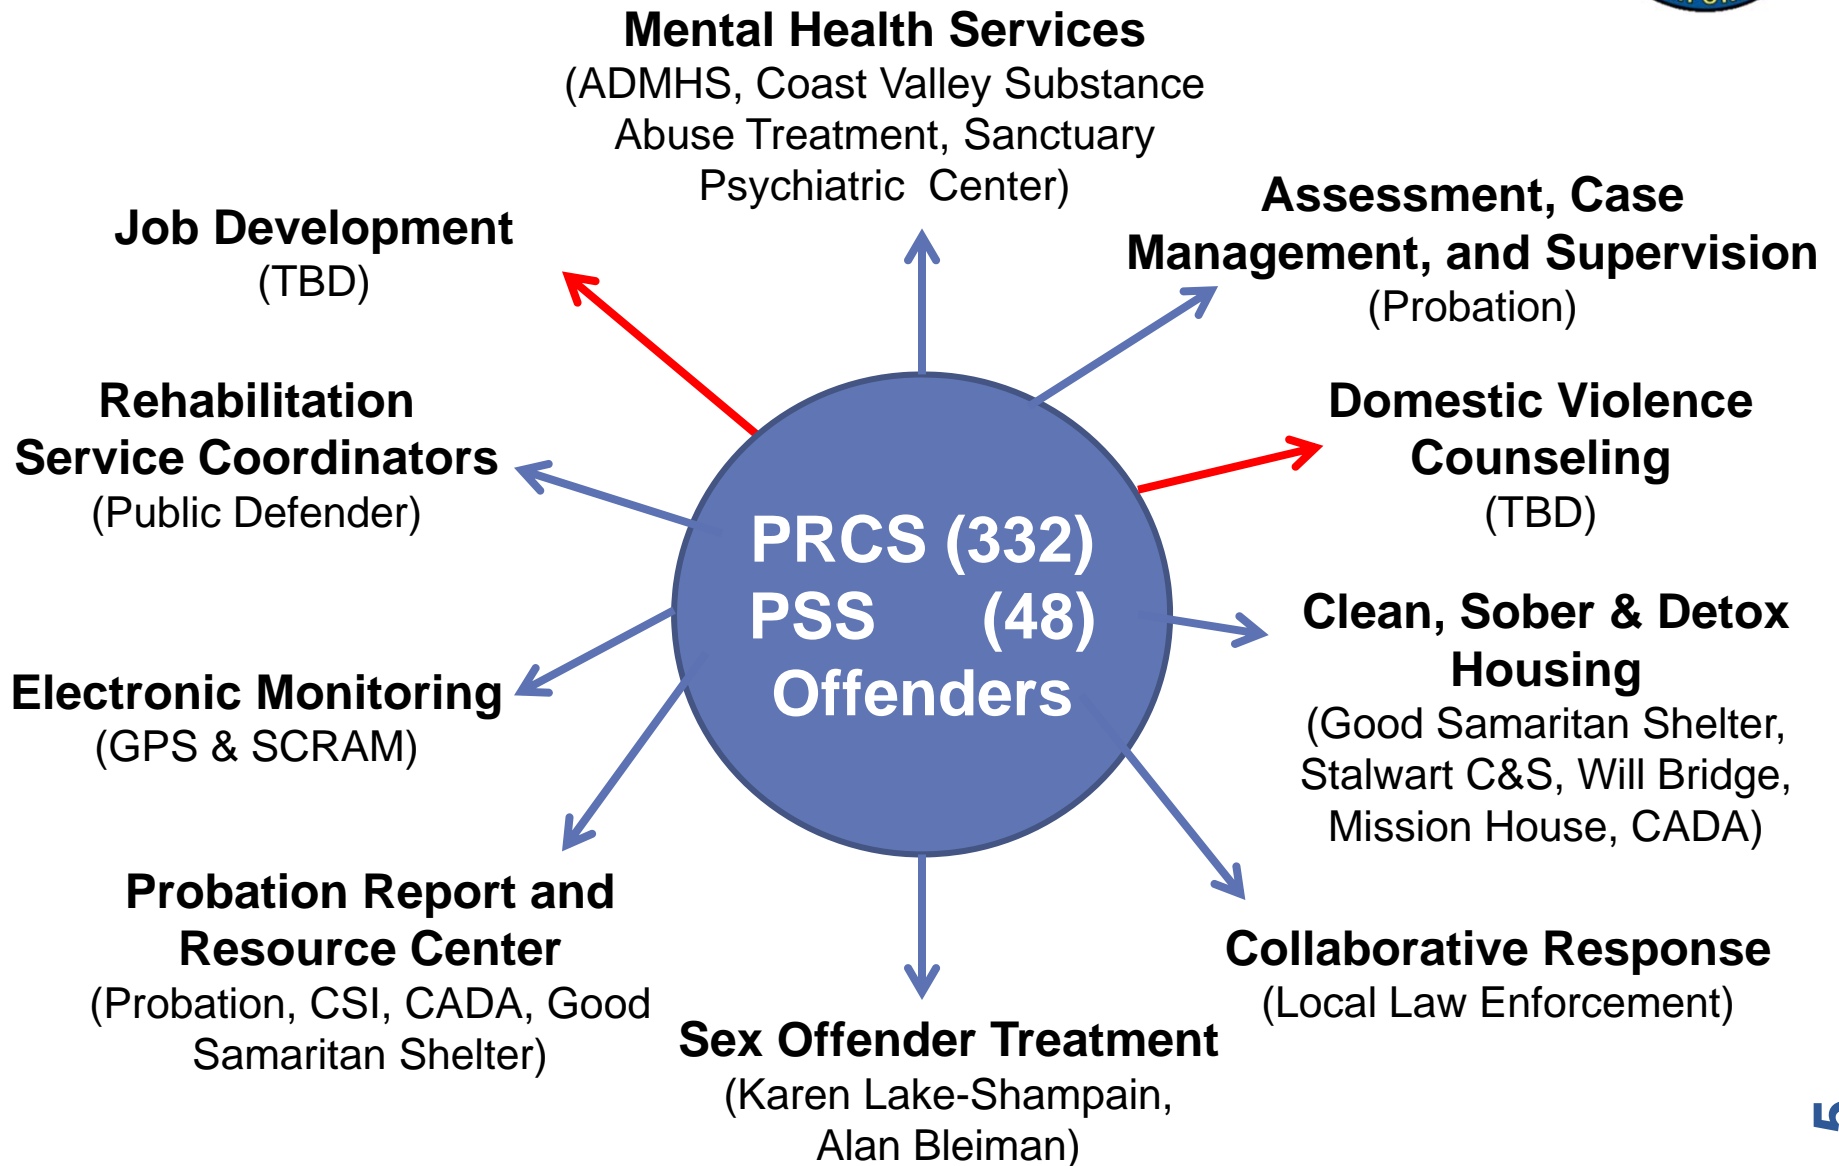 Mental Health Services
(ADMHS, Coast Valley Substance
Abuse Treatment, Sanctuary
Psychiatric Center)
Assessment, Case
Management, and Supervision
(Probation)
Job Development
(TBD)
Rehabilitation
Service Coordinators
(Public Defender)
Domestic Violence
Counseling
(TBD)
PRCS (332)
PSS (48)
Offenders
Electronic Monitoring
(GPS & SCRAM)
Clean, Sober & Detox
Housing
(Good Samaritan Shelter,
Stalwart C&S, Will Bridge,
Mission House, CADA)
Probation Report and
Resource Center
(Probation, CSI, CADA, Good
Samaritan Shelter)
Collaborative Response
(Local Law Enforcement)
Sex Offender Treatment
(Karen Lake-Shampain,
Alan Bleiman)
5